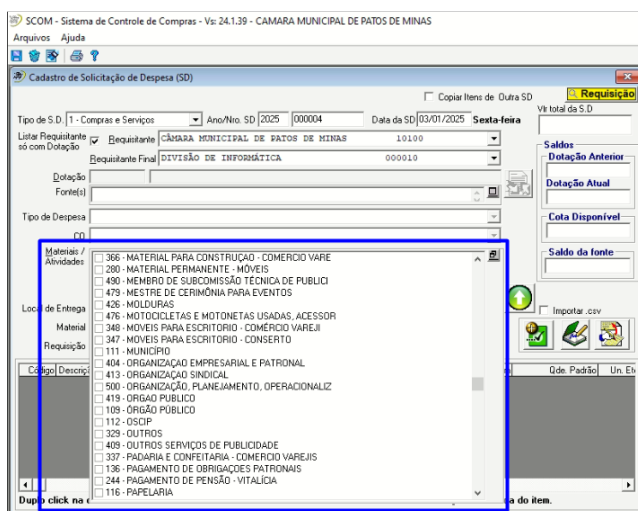 SCOM - Sistema de Controle de Compras - Vs: 24.1.39 - CAMARA MUNICIPAL DE PATOS DE MINAS
Arquivos Ajuda
Cadastro de Solicitação de Despesa (SD)
Copiar Itens de Outra SD
Requisição
Tipo de S.D. 1 - Compras e Serviços Ano/Nro. SD 2025 000004 Data da SD 03/01/2025 Sexta-feira
Vlr total da S.D
Listar Requisitante só com Dotação
Requisitante CÂMARA MUNICIPAL DE PATOS DE MINAS 10100
Requisitante Final DIVISÃO DE INFORMÁTICA 000010
Saldos
Dotação Anterior
Dotação
Fonte(s)
Dotação Atual
Tipo de Despesa
Cota Disponível
CO
Materiais / Atividades
Saldo da fonte
366 - MATERIAL PARA CONSTRUÇAO - COMERCIO VARE
280 - MATERIAL PERMANENTE - MÓVEIS
490 - MEMBRO DE SUBCOMISSÃO TÉCNICA DE PUBLICI
479 - MESTRE DE CERIMÔNIA PARA EVENTOS
426 - MOLDURAS
476 - MOTOCICLETAS E MOTONETAS USADAS, ACESSOR
348 - MOVEIS PARA ESCRITORIO - COMÉRCIO VAREJI
347 - MOVEIS PARA ESCRITORIO - CONSERTO
111 - MUNICÍPIO
404 - ORGANIZAÇAO EMPRESARIAL E PATRONAL
413 - ORGANIZAÇAO SINDICAL
500 - ORGANIZAÇÃO, PLANEJAMENTO, OPERACIONALIZ
419 - ORGAO PUBLICO
109 - ÓRGÃO PÚBLICO
112 - OSCIP
329 - OUTROS
409 - OUTROS SERVIÇOS DE PUBLICIDADE
337 - PADARIA E CONFEITARIA - COMERCIO VAREJIS
136 - PAGAMENTO DE OBRIGAÇOES PATRONAIS
244 - PAGAMENTO DE PENSÃO - VITALÍCIA
116 - PAPELARIA
Local de Entrega
Importar .csv
Material
Requisição
Código Descriç
Qde. Padrão Un. Et
Duplo click na
a do item.